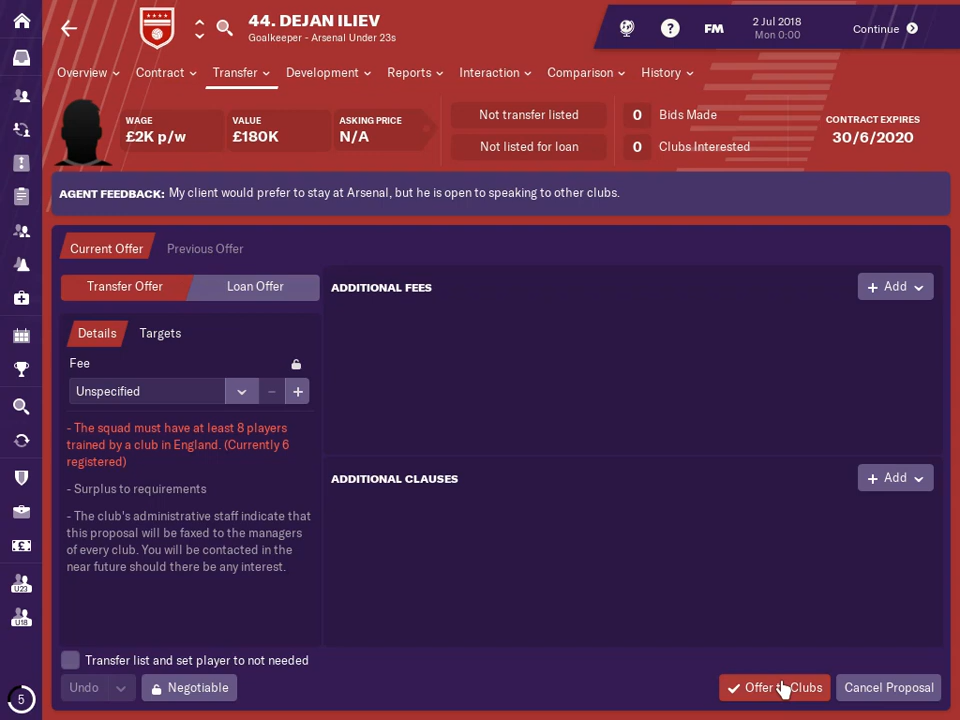 44. DEJAN ILIEV
Goalkeeper - Arsenal Under 23s
FM
2 Jul 2018
Mon 0:00
Continue
Overview
Contract
Transfer
Development
Reports
Interaction
Comparison
History
WAGE
£2K p/w
VALUE
£180K
ASKING PRICE
N/A
Not transfer listed
Not listed for loan
0 Bids Made
0 Clubs Interested
CONTRACT EXPIRES
30/6/2020
AGENT FEEDBACK: My client would prefer to stay at Arsenal, but he is open to speaking to other clubs.
Current Offer
Previous Offer
Transfer Offer
Loan Offer
Details
Targets
Fee
Unspecified
- The squad must have at least 8 players
trained by a club in England. (Currently 6
registered)
- Surplus to requirements
- The club's administrative staff indicate that
this proposal will be faxed to the managers
of every club. You will be contacted in the
near future should there be any interest.
ADDITIONAL FEES
+ Add
ADDITIONAL CLAUSES
+ Add
Transfer list and set player to not needed
Undo
Negotiable
Offer to Clubs
Cancel Proposal
U23
U18
5